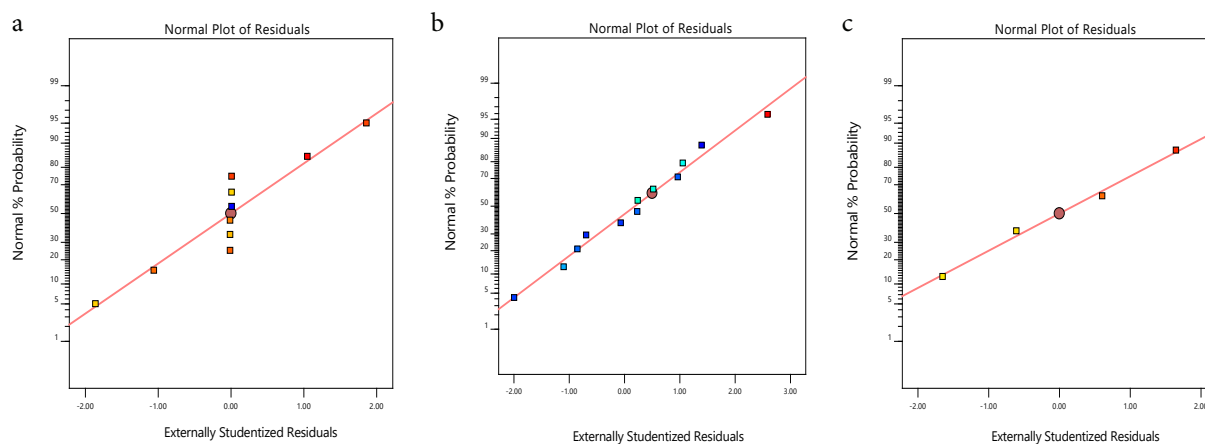 a
Normal Plot of Residuals
Normal % Probability
99
95
90
80
70
50
30
20
10
5
1
-2.00 -1.00 0.00 1.00 2.00
Externally Studentized Residuals
b
Normal Plot of Residuals
Normal % Probability
99
95
90
80
70
50
30
20
10
5
1
-2.00 -1.00 0.00 1.00 2.00 3.00
Externally Studentized Residuals
c
Normal Plot of Residuals
Normal % Probability
99
95
90
80
70
50
30
20
10
5
1
-2.00 -1.00 0.00 1.00 2.00
Externally Studentized Residuals